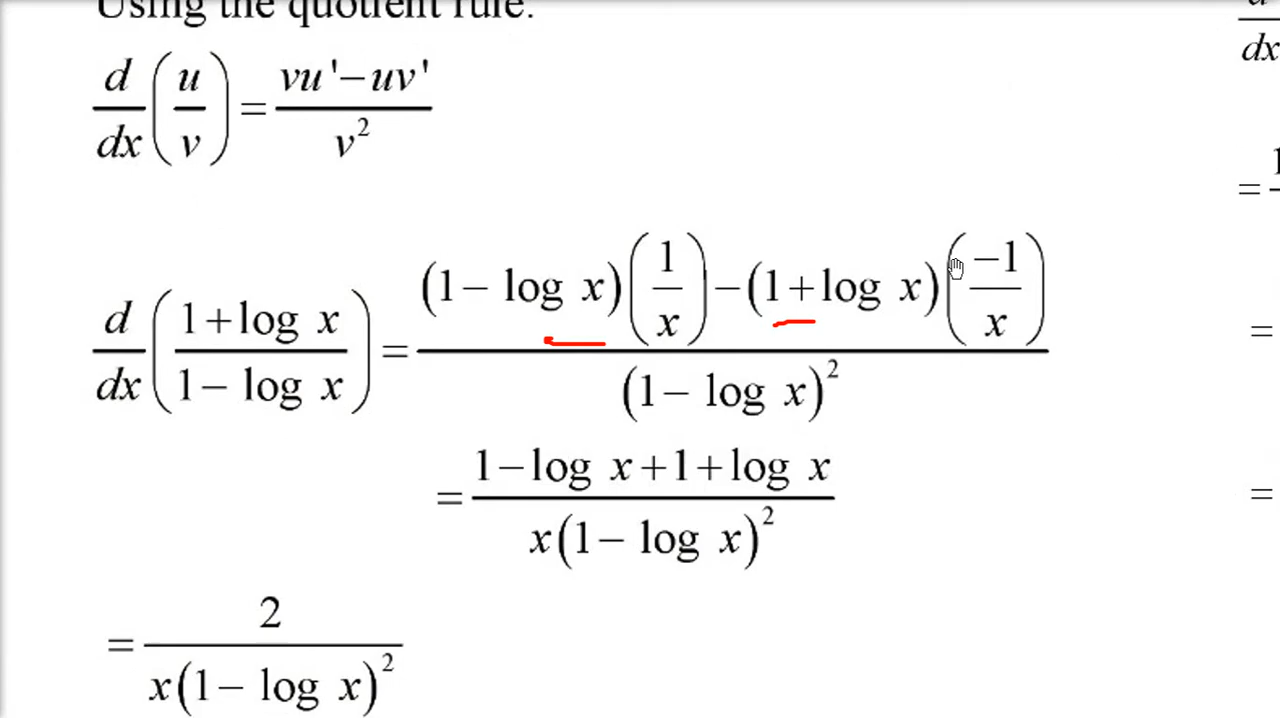 Using the quotient rule:
d/dx (u/v) = (vu'−uv')/v²
d/dx ((1+log x)/(1− log x)) = ((1− log x)(1/x)−(1+log x)(−1/x))/(1− log x)²
= (1−log x+1+log x)/(x(1− log x)²)
= 2/(x(1− log x)²)
dx
=
=
=